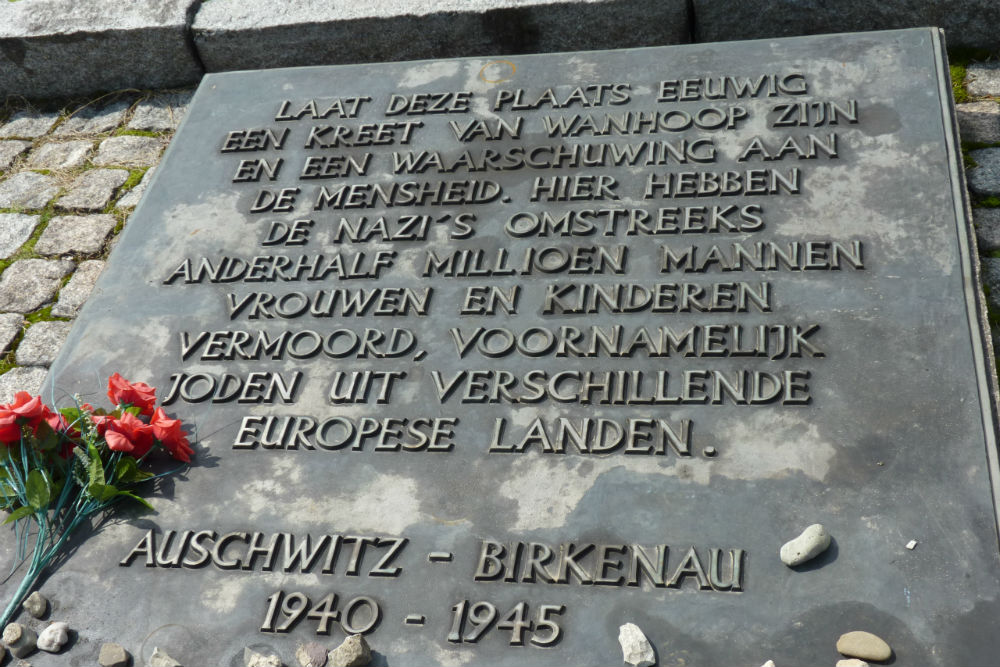 LAAT DEZE PLAATS EEUWIG
EEN KREET VAN WANHOOP ZIJN
EN EEN WAARSCHUWING AAN
DE MENSHEID. HIER HEBBEN
DE NAZI´S OMSTREEKS
ANDERHALF MILLIOEN MANNEN
VROUWEN EN KINDEREN
VERMOORD, VOORNAMELIJK
JODEN UIT VERSCHILLENDE
EUROPESE LANDEN.
AUSCHWITZ - BIRKENAU
1940 - 1945